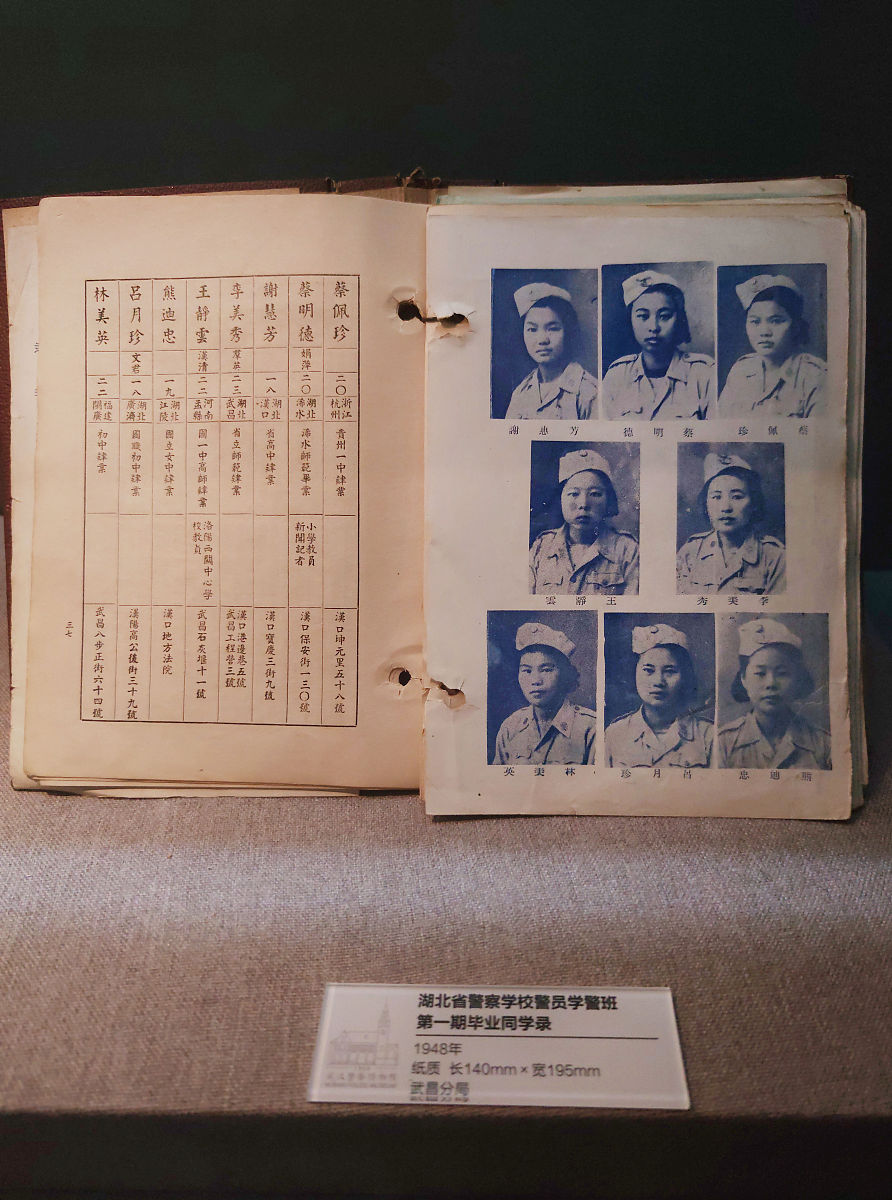 蔡佩珍 二〇 浙江杭州 貴州一中肄業 漢口坤元里五十八號
蔡明德 娟萍 二〇 湖北浠水 浠水師範畢業 小學教員新聞記者 漢口保安街一三〇號
謝慧芳 一八 湖北漢口 省高中肄業 漢口寶慶三街九號
李美秀 羣英 二三 湖北武昌 省立師範肄業 漢口港邊巷五號武昌工程營三號
王靜雲 漢清 二二 河南孟縣 國一中高師肄業 洛陽西關中心學校教員 武昌石灰堰十一號
熊迪忠 一九 湖北江陵 國立女中肄業 漢口地方法院
呂月珍 文君 一八 湖北廣濟 國職初中肄業 漢陽高公街三十九號
林美英 二二 福建閩廣 初中肄業 武昌八步正街六十四號
三七
芳惠謝
蔡明德
蔡佩珍
王靜雲
李美秀
林美英
呂月珍
熊迪忠
湖北省警察学校警员学警班
第一期毕业同学录
1948年
纸质 长140mm×宽195mm
武昌分局